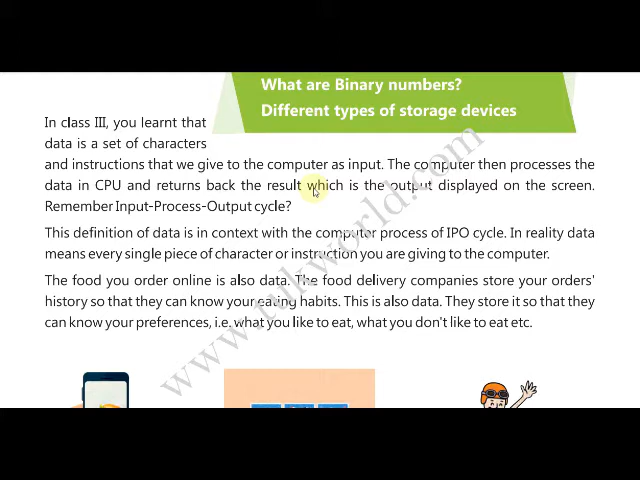 What are Binary numbers?
Different types of storage devices
In class III, you learnt that
data is a set of characters
and instructions that we give to the computer as input. The computer then processes the
data in CPU and returns back the result which is the output displayed on the screen.
Remember Input-Process-Output cycle?
This definition of data is in context with the computer process of IPO cycle. In reality data
means every single piece of character or instruction you are giving to the computer.
The food you order online is also data. The food delivery companies store your orders'
history so that they can know your eating habits. This is also data. They store it so that they
can know your preferences, i.e. what you like to eat, what you don't like to eat etc.